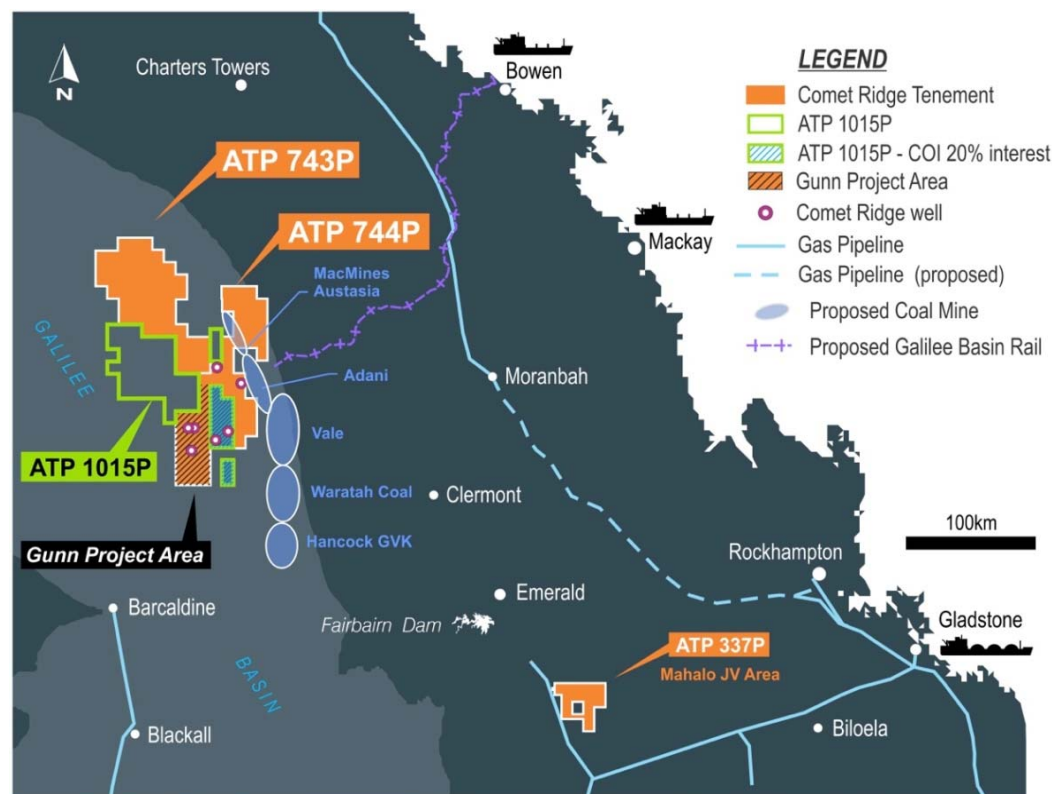 N
Charters Towers
Bowen
Mackay
LEGEND
Comet Ridge Tenement
ATP 1015P
ATP 1015P - COI 20% interest
Gunn Project Area
Comet Ridge well
Gas Pipeline
Gas Pipeline (proposed)
Proposed Coal Mine
Proposed Galilee Basin Rail
ATP 743P
ATP 744P
MacMines
Austasia
GALILEE
Adani
Moranbah
Vale
ATP 1015P
Waratah Coal
Clermont
Hancock GVK
Gunn Project Area
100km
Rockhampton
Barcaldine
Emerald
Fairbairn Dam
Gladstone
ATP 337P
Mahalo JV Area
BASIN
Blackall
Biloela